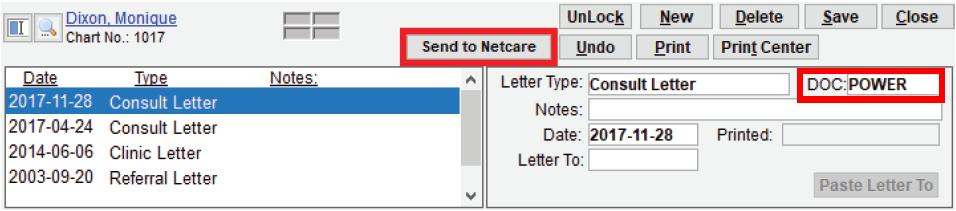 Dixon, Monique
Chart No.: 1017
UnLock New Delete Save Close
Send to Netcare Undo Print Print Center
Date Type Notes:
2017-11-28 Consult Letter
2017-04-24 Consult Letter
2014-06-06 Clinic Letter
2003-09-20 Referral Letter
Letter Type: Consult Letter DOC: POWER
Notes:
Date: 2017-11-28 Printed:
Letter To:
Paste Letter To